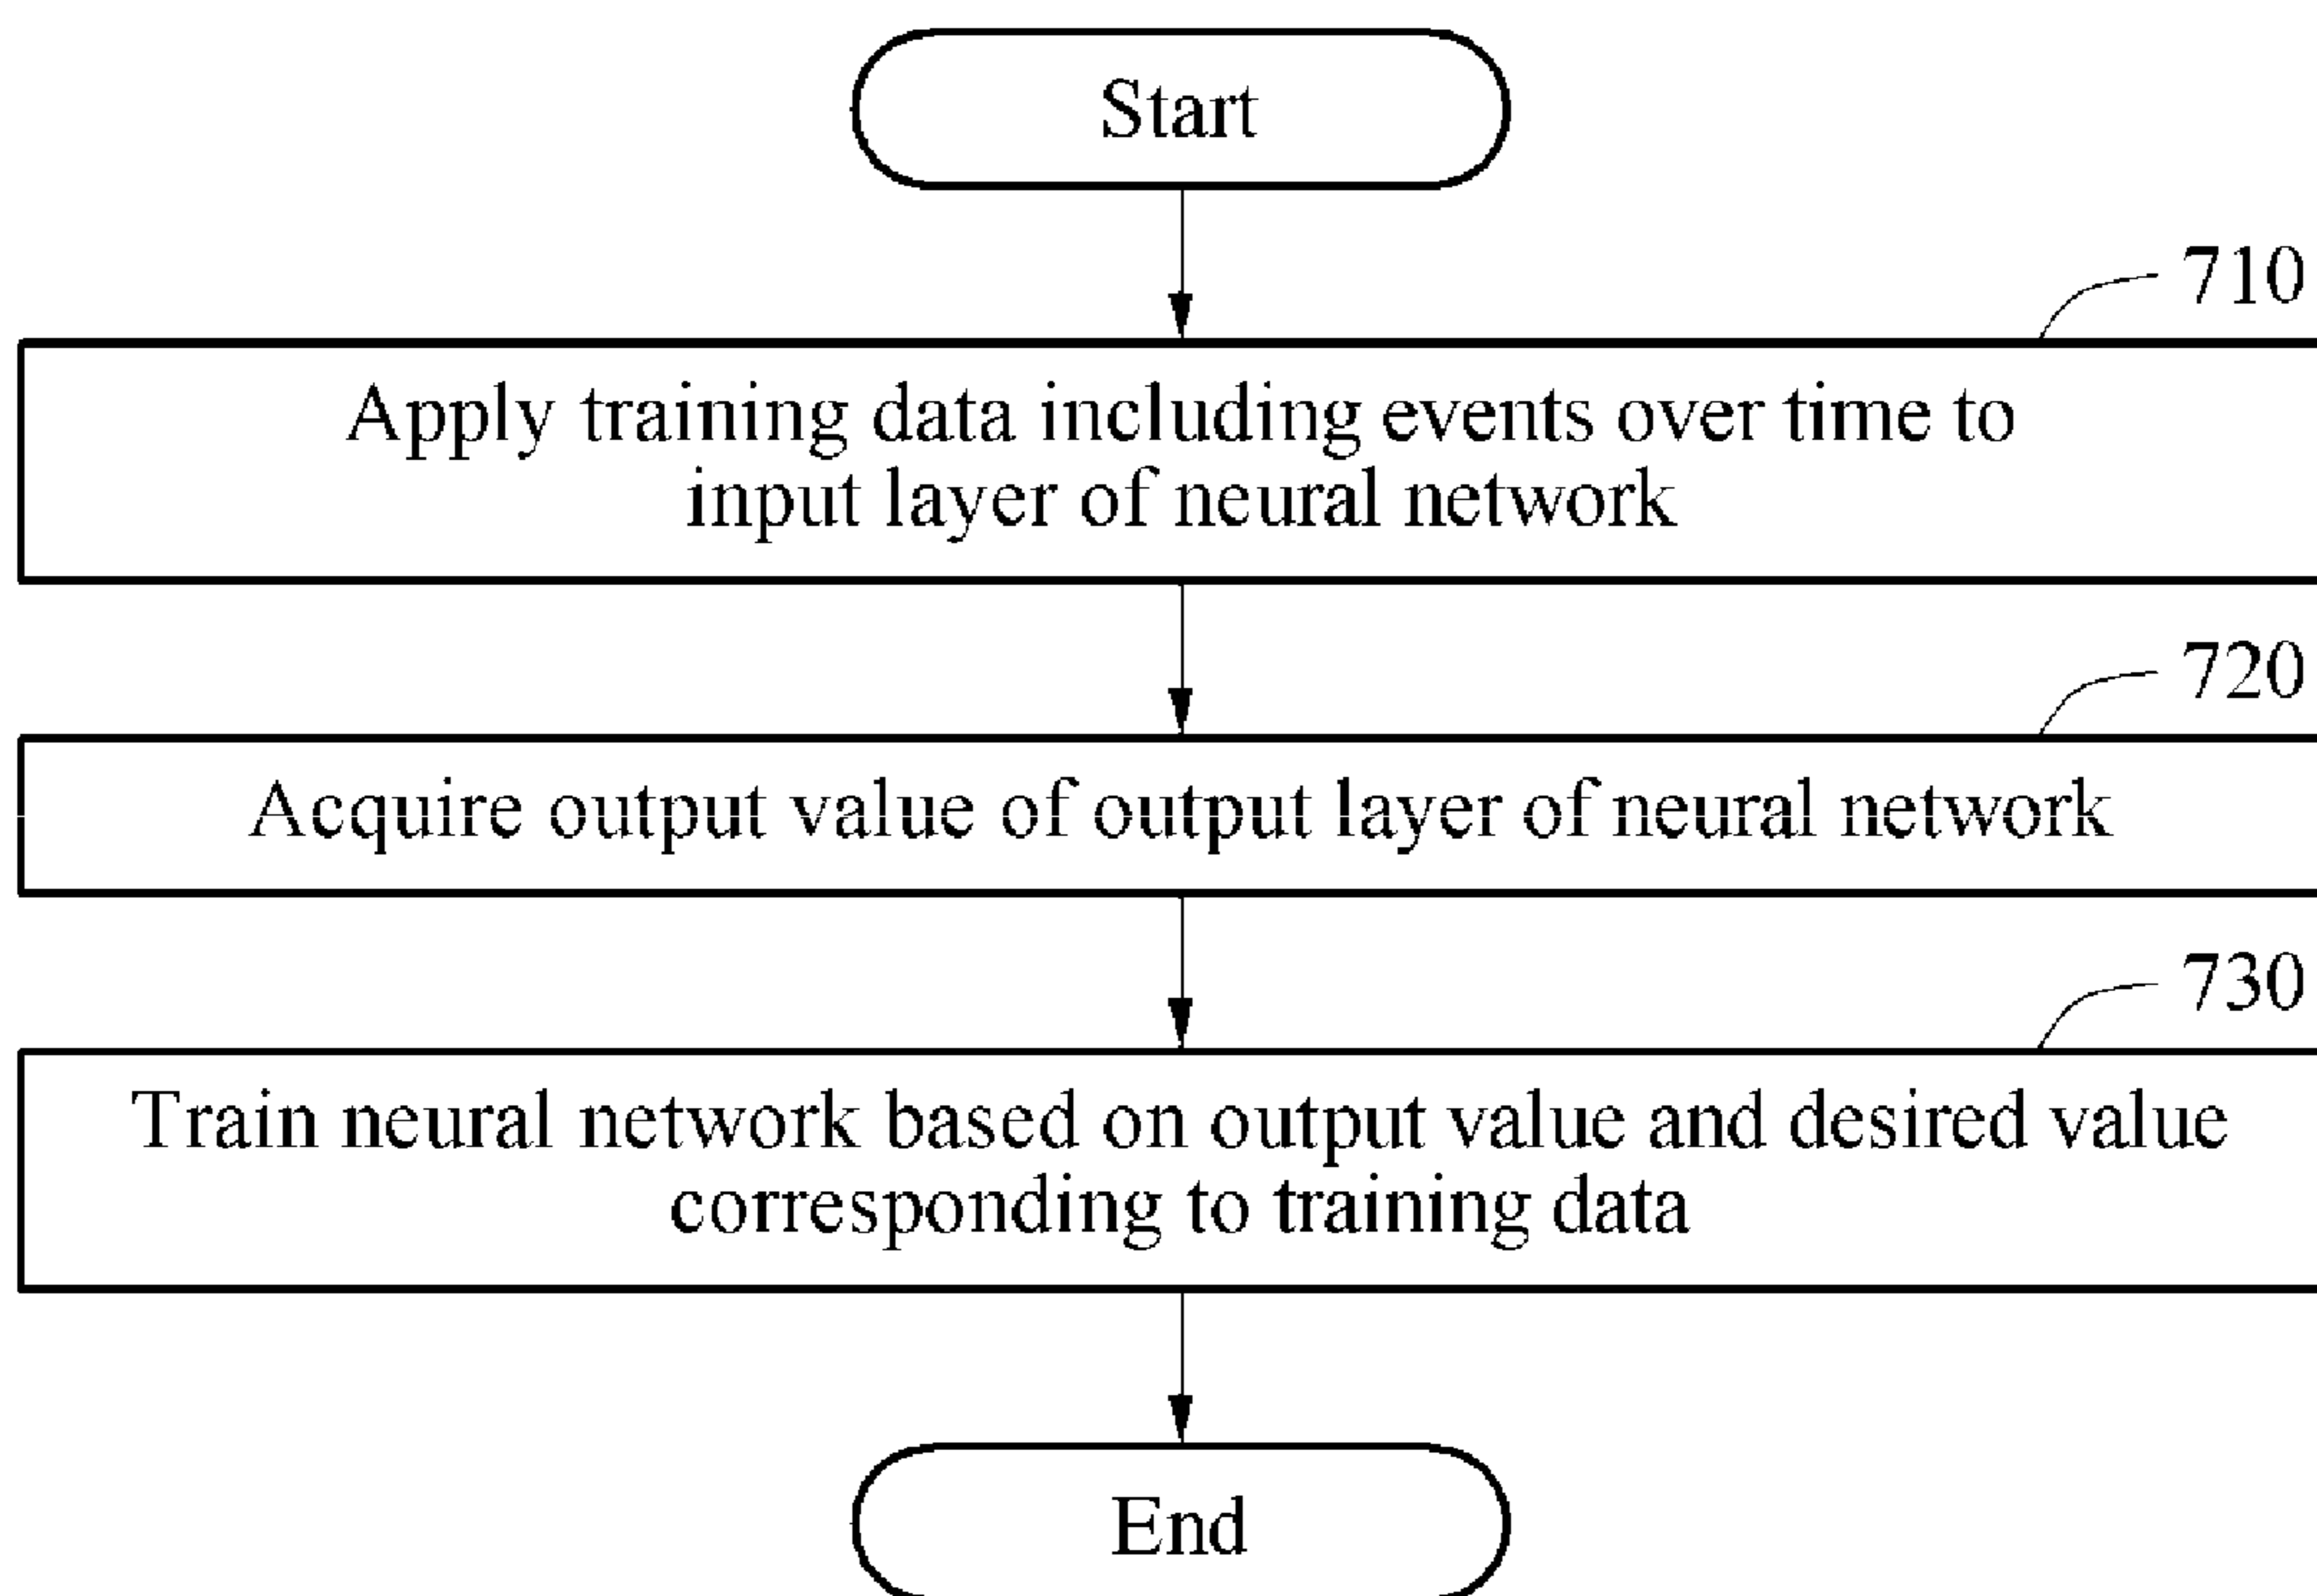 Start
710
Apply training data including events over time to
input layer of neural network
720
Acquire output value of output layer of neural network
730
Train neural network based on output value and desired value
corresponding to training data
End